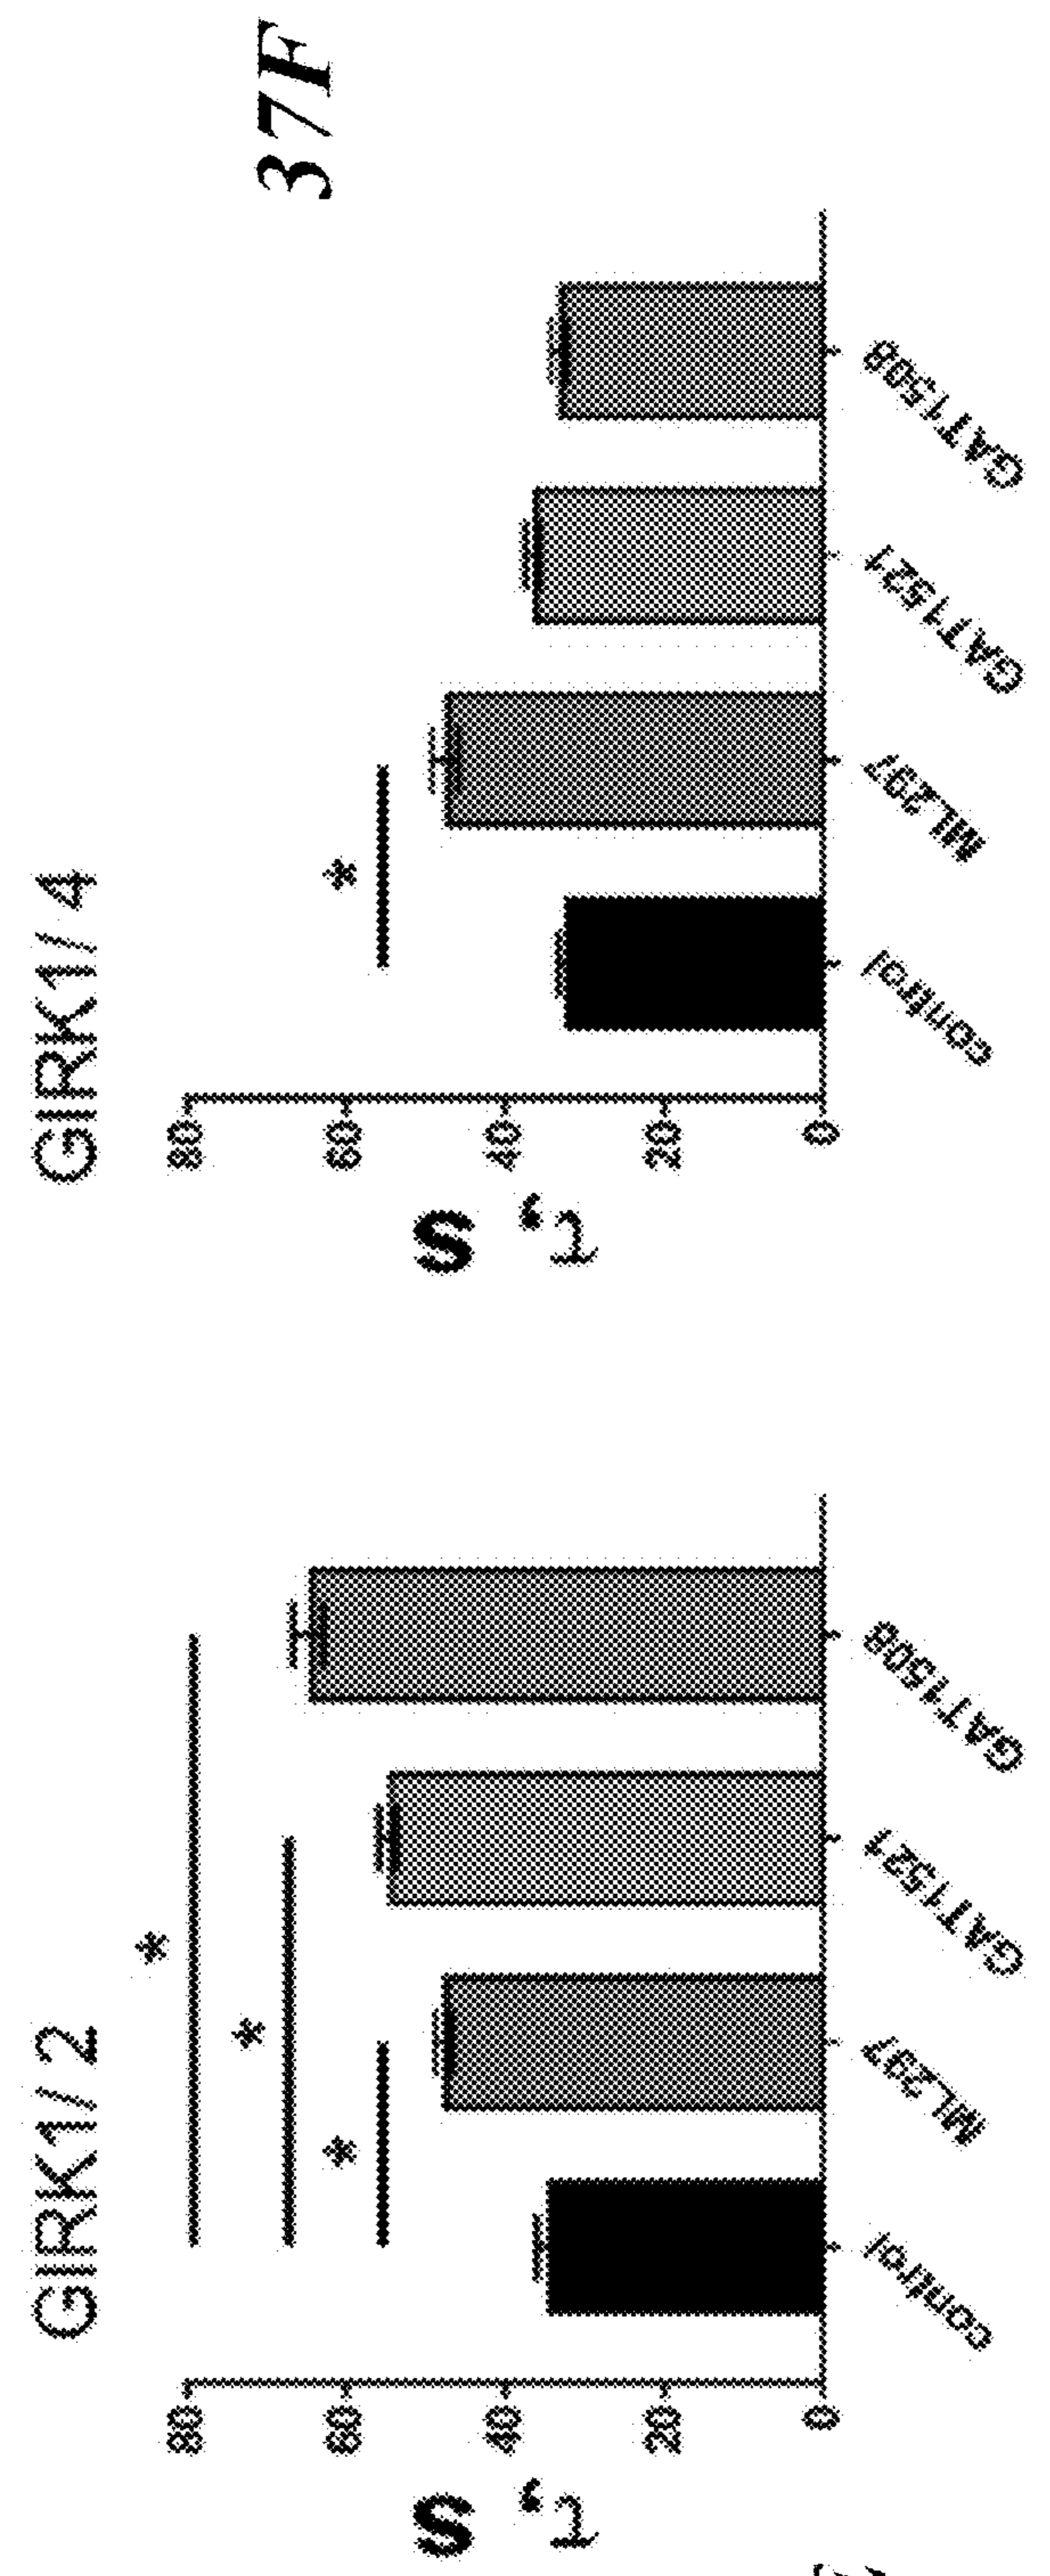 GIRK1/ 2
τ, s
80
60
40
20
0
*
*
*
control
ML297
GAT1521
GAT1508
GIRK1/ 4
τ, s
80
60
40
20
0
*
control
ML297
GAT1521
GAT1508
37F